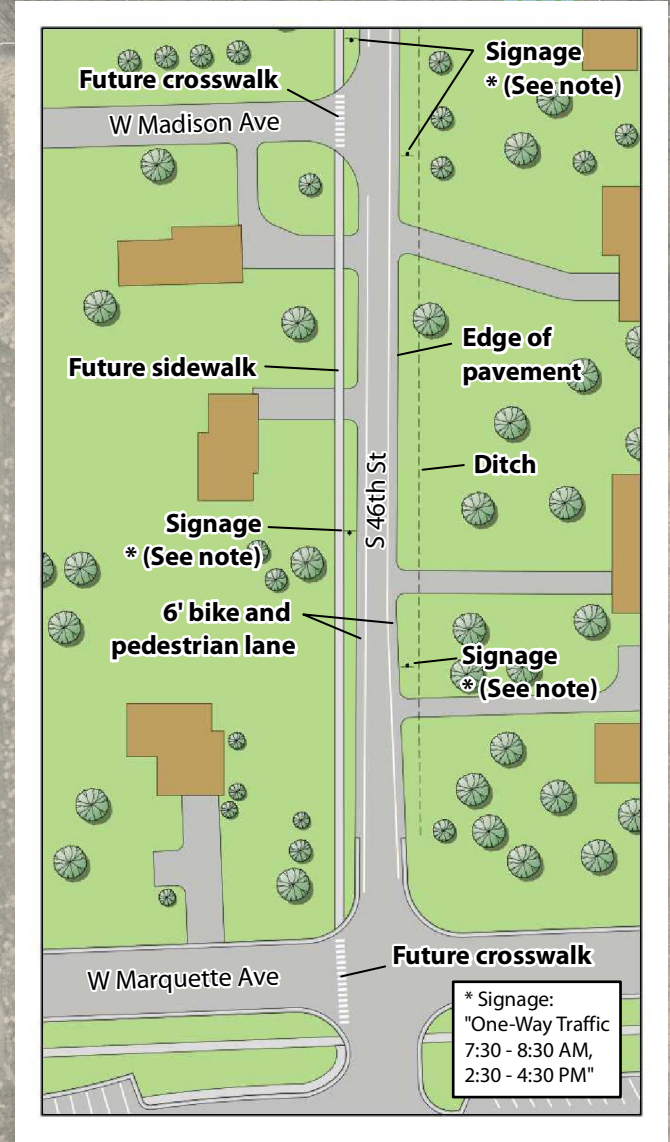 Signage
* (See note)
Future crosswalk
W Madison Ave
Edge of
pavement
Future sidewalk
Ditch
S 46th St
Signage
* (See note)
6' bike and
pedestrian lane
Signage
* (See note)
Future crosswalk
W Marquette Ave
* Signage:
"One-Way Traffic
7:30 - 8:30 AM,
2:30 - 4:30 PM"